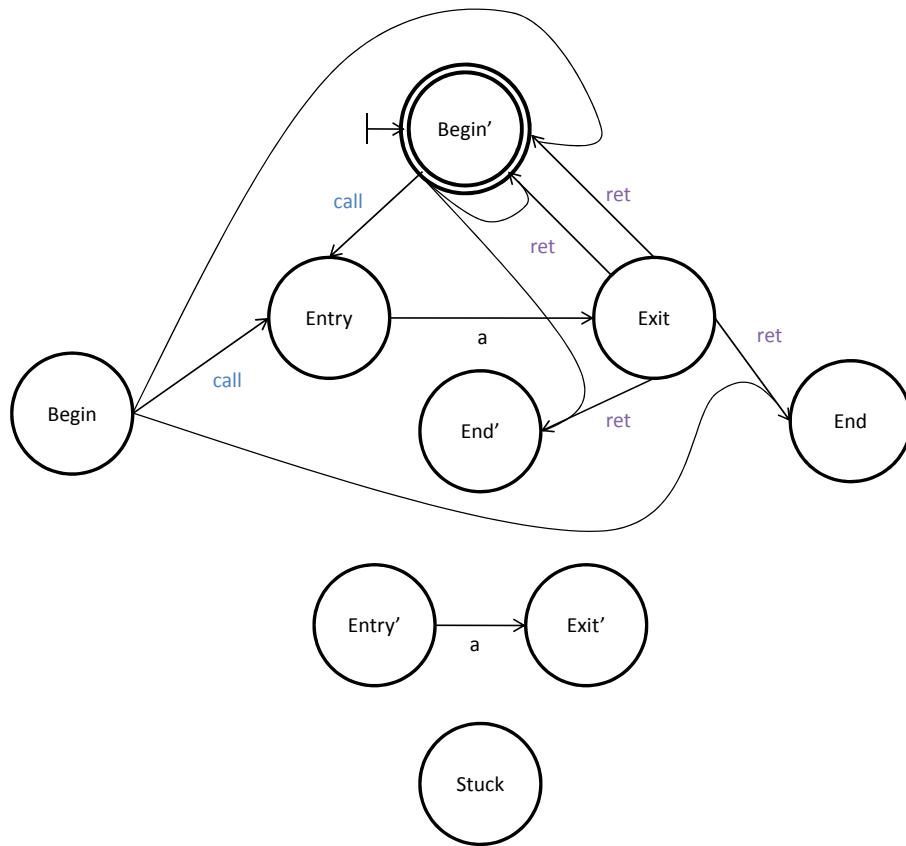 Begin’
call
ret
ret
Entry
Exit
a
ret
call
Begin
End’
ret
End
Entry’
a
Exit’
Stuck